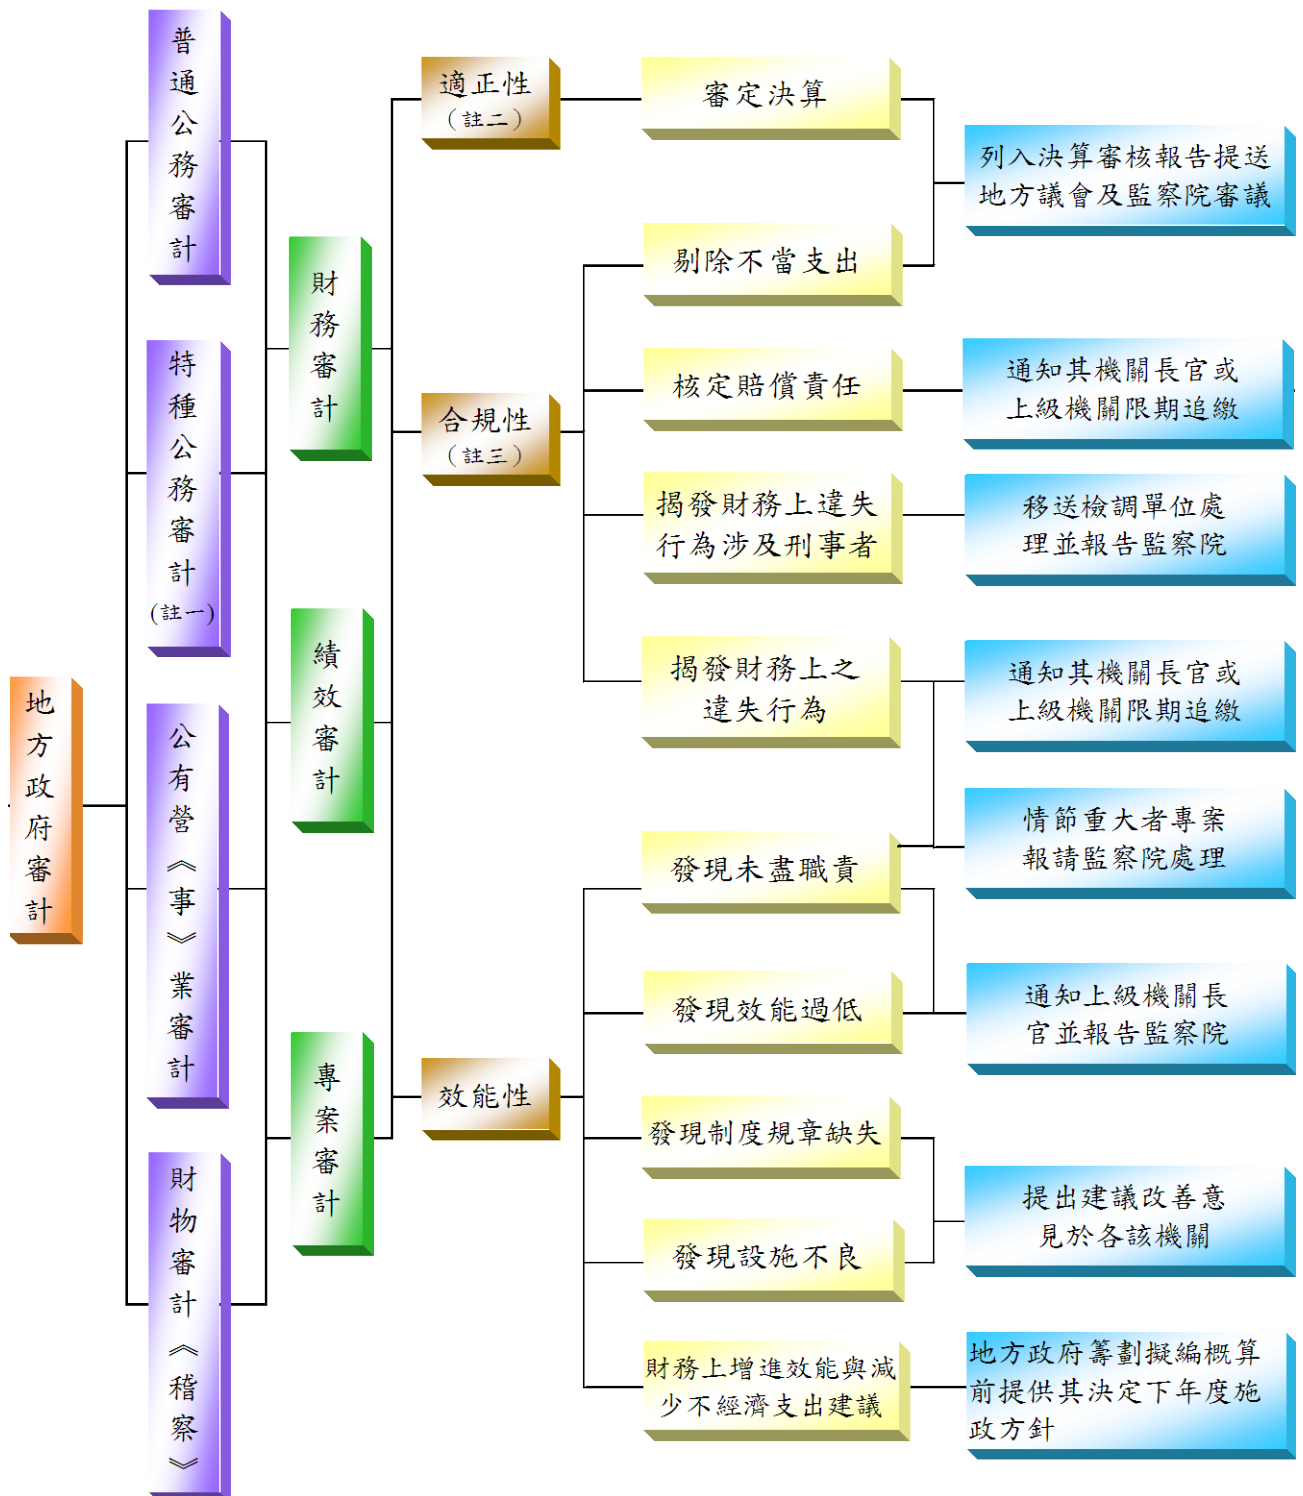 地方政府審計
普通公務審計
特種公務審計
(註一)
公有營《事》業審計
財物審計《稽察》
財務審計
績效審計
專案審計
適正性
（註二）
合規性
（註三）
效能性
審定決算
剔除不當支出
核定賠償責任
揭發財務上違失
行為涉及刑事者
揭發財務上之
違失行為
發現未盡職責
發現效能過低
發現制度規章缺失
發現設施不良
財務上增進效能與減
少不經濟支出建議
列入決算審核報告提送
地方議會及監察院審議
通知其機關長官或
上級機關限期追繳
移送檢調單位處
理並報告監察院
通知其機關長官或
上級機關限期追繳
情節重大者專案
報請監察院處理
通知上級機關長
官並報告監察院
提出建議改善意
見於各該機關
地方政府籌劃擬編概算
前提供其決定下年度施
政方針